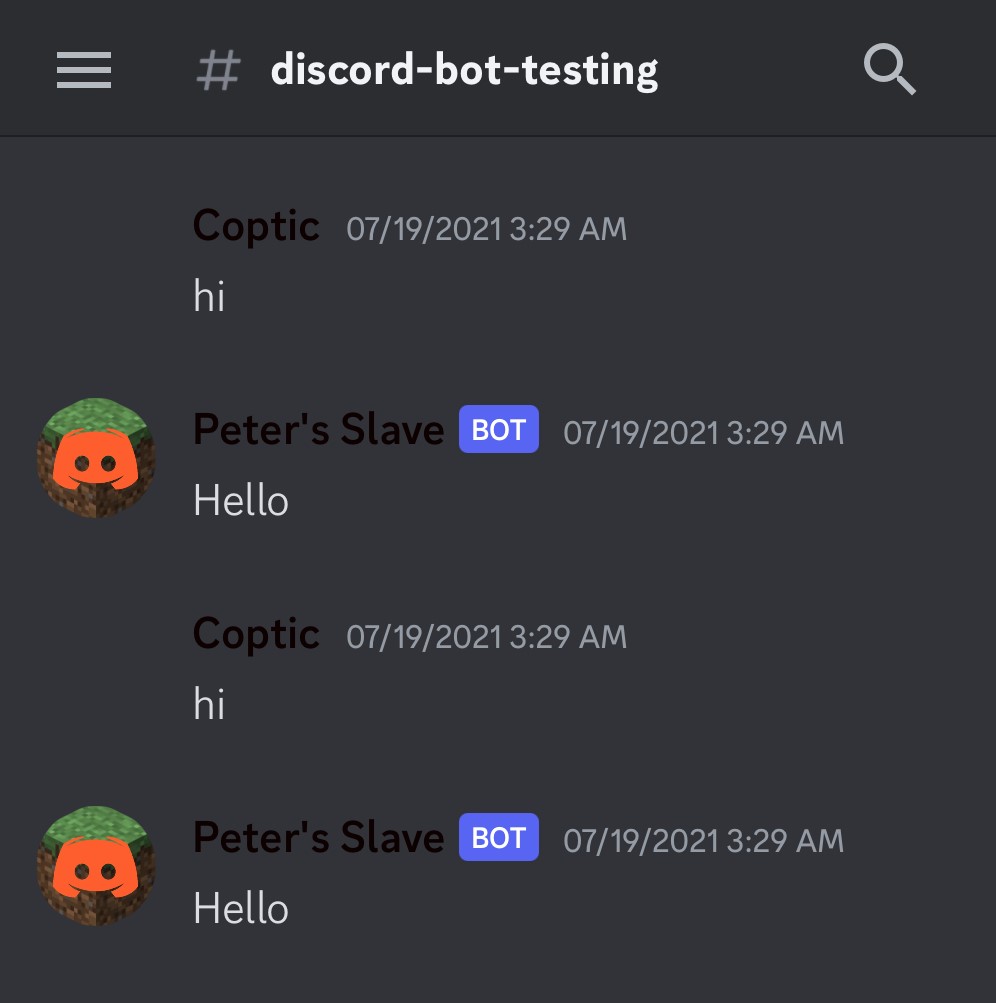 # discord-bot-testing
Coptic 07/19/2021 3:29 AM
hi
Peter's Slave BOT 07/19/2021 3:29 AM
Hello
Coptic 07/19/2021 3:29 AM
hi
Peter's Slave BOT 07/19/2021 3:29 AM
Hello